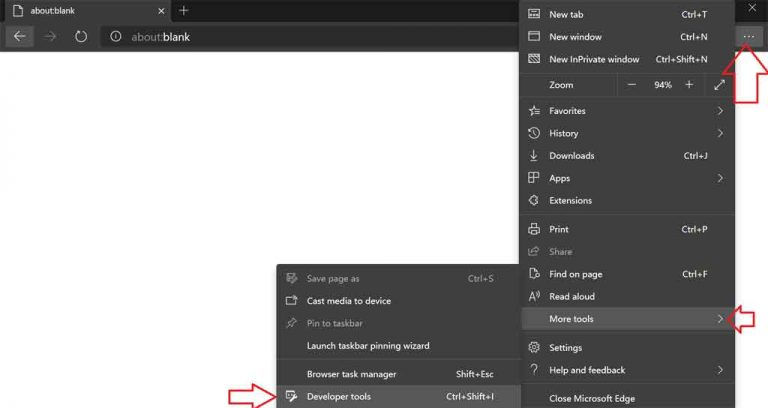 about:blank
about:blank
New tab Ctrl+T
New window Ctrl+N
New InPrivate window Ctrl+Shift+N
Zoom 94%
Favorites
History
Downloads Ctrl+J
Apps
Extensions
Print Ctrl+P
Share
Find on page Ctrl+F
Read aloud
More tools
Settings
Help and feedback
Close Microsoft Edge
Save page as Ctrl+S
Cast media to device
Pin to taskbar
Launch taskbar pinning wizard
Browser task manager Shift+Esc
Developer tools Ctrl+Shift+I